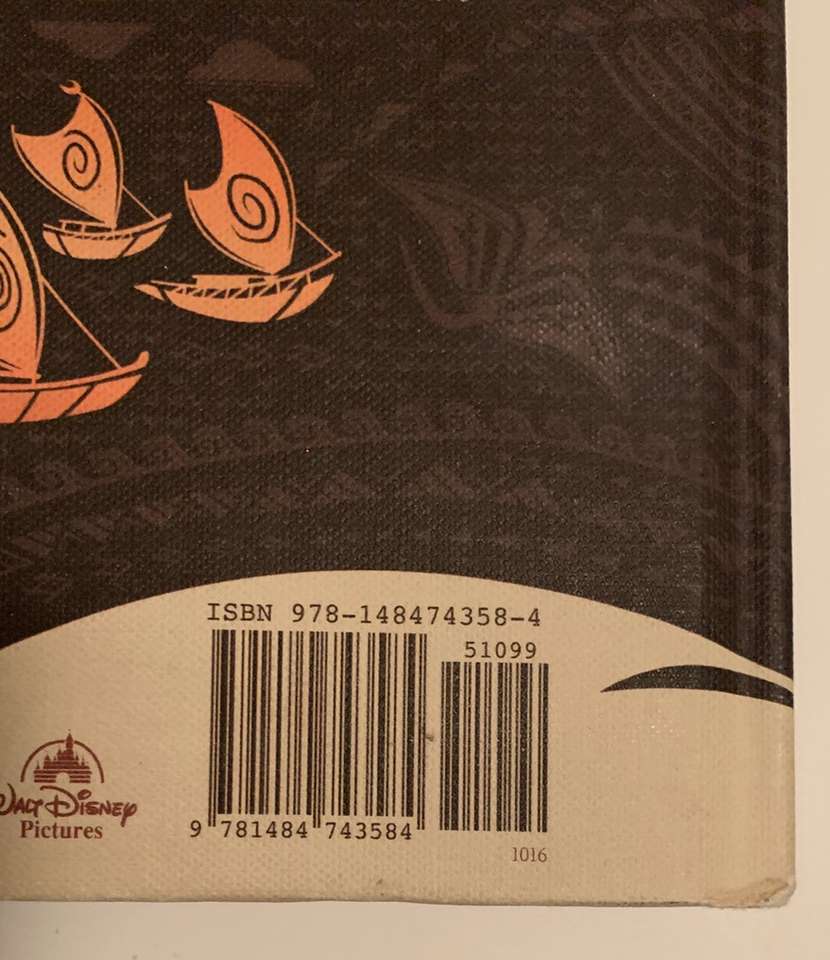 ISBN 978-148474358-4
51099
WALT DISNEY
Pictures
9 781484 743584
1016